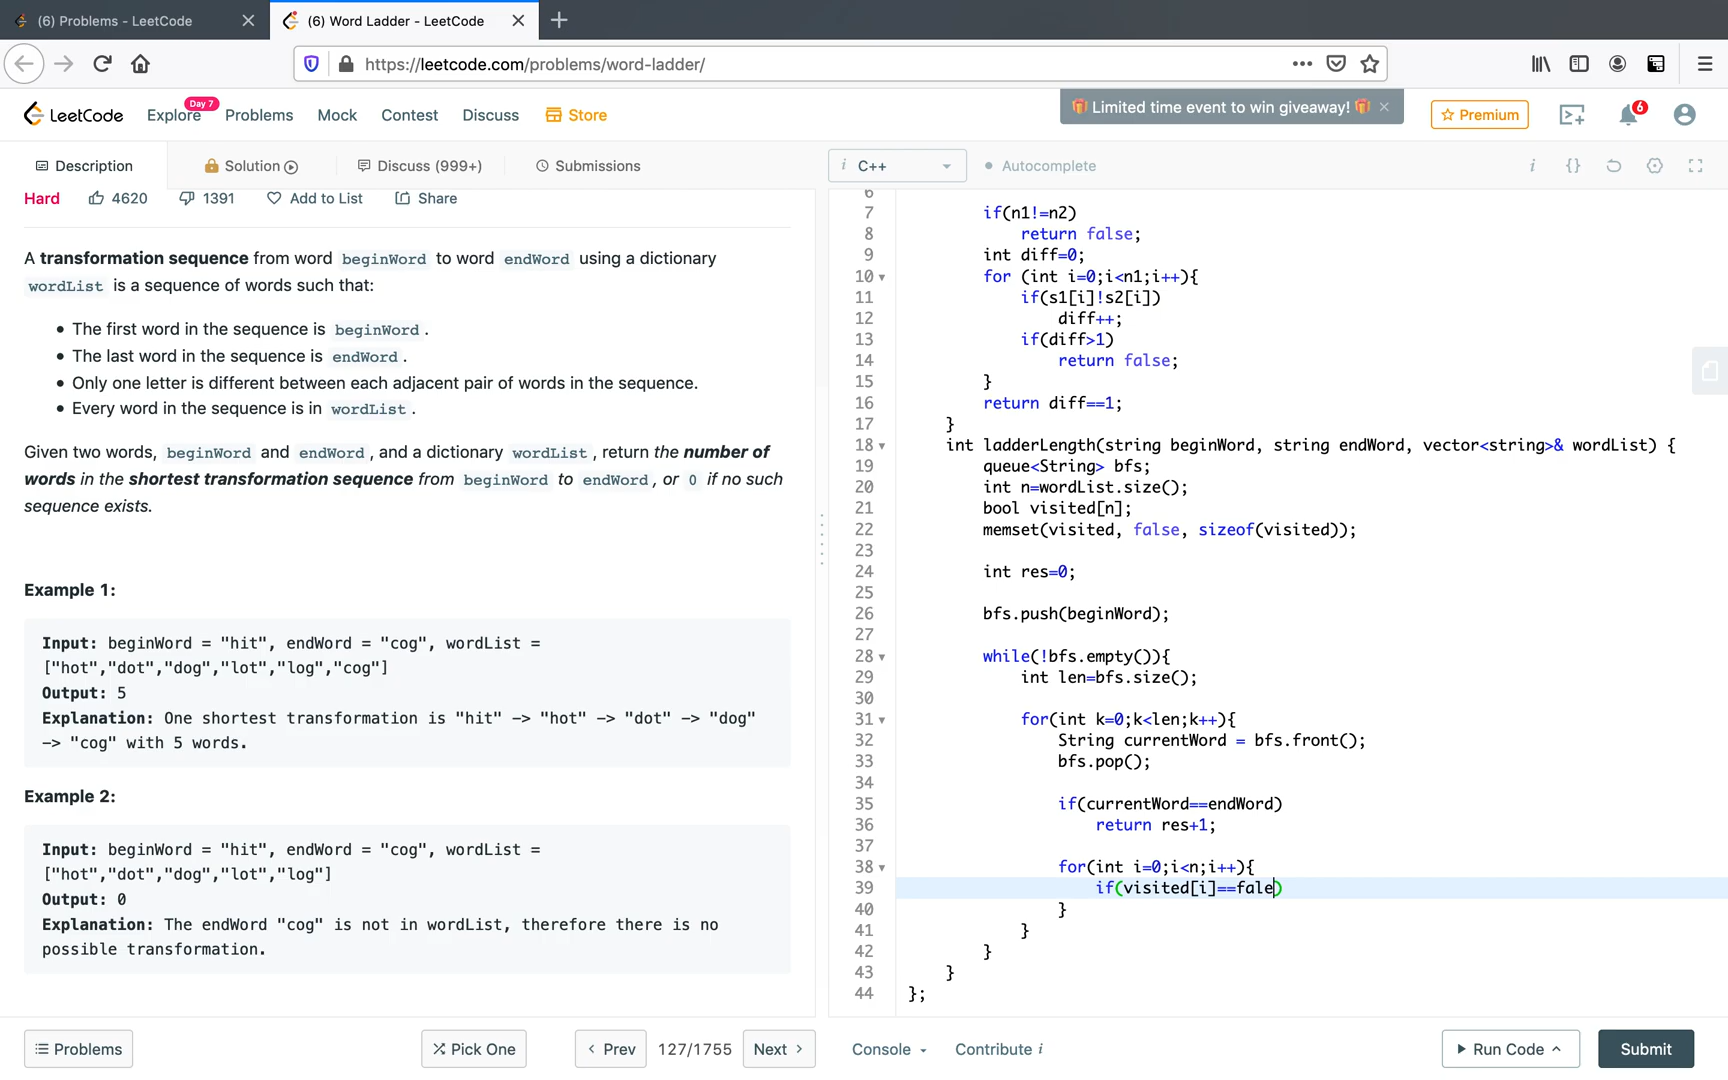 (6) Problems - LeetCode
(6) Word Ladder - LeetCode
https://leetcode.com/problems/word-ladder/
LeetCode
Explore
Day 7
Problems
Mock
Contest
Discuss
Store
Limited time event to win giveaway!
Premium
6
Description
Solution
Discuss (999+)
Submissions
i C++
Autocomplete
Hard
4620
1391
Add to List
Share
A transformation sequence from word beginWord to word endWord using a dictionary
wordList is a sequence of words such that:
• The first word in the sequence is beginWord.
• The last word in the sequence is endWord.
• Only one letter is different between each adjacent pair of words in the sequence.
• Every word in the sequence is in wordList.
Given two words, beginWord and endWord, and a dictionary wordList, return the number of
words in the shortest transformation sequence from beginWord to endWord, or 0 if no such
sequence exists.
Example 1:
Input: beginWord = "hit", endWord = "cog", wordList =
["hot","dot","dog","lot","log","cog"]
Output: 5
Explanation: One shortest transformation is "hit" -> "hot" -> "dot" -> "dog"
-> "cog" with 5 words.
Example 2:
Input: beginWord = "hit", endWord = "cog", wordList =
["hot","dot","dog","lot","log"]
Output: 0
Explanation: The endWord "cog" is not in wordList, therefore there is no
possible transformation.
6
7 if(n1!=n2)
8 return false;
9 int diff=0;
10 for (int i=0;i<n1;i++){
11 if(s1[i]!s2[i])
12 diff++;
13 if(diff>1)
14 return false;
15 }
16 return diff==1;
17 }
18 int ladderLength(string beginWord, string endWord, vector<string>& wordList) {
19 queue<String> bfs;
20 int n=wordList.size();
21 bool visited[n];
22 memset(visited, false, sizeof(visited));
23
24 int res=0;
25
26 bfs.push(beginWord);
27
28 while(!bfs.empty()){
29 int len=bfs.size();
30
31 for(int k=0;k<len;k++){
32 String currentWord = bfs.front();
33 bfs.pop();
34
35 if(currentWord==endWord)
36 return res+1;
37
38 for(int i=0;i<n;i++){
39 if(visited[i]==fale)
40 }
41 }
42 }
43 }
44 };
Problems
Pick One
Prev
127/1755
Next
Console
Contribute i
Run Code
Submit